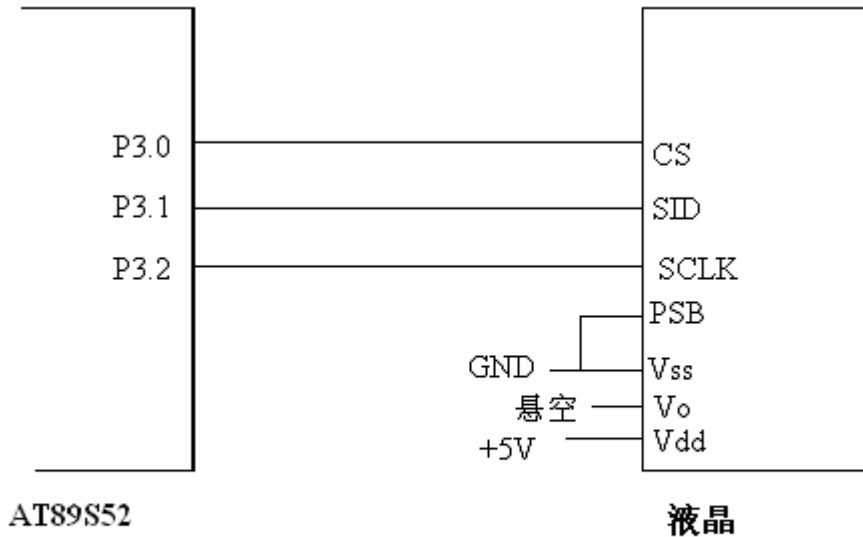 P3.0 CS
P3.1 SID
P3.2 SCLK
PSB
GND Vss
悬空 Vo
+5V Vdd
AT89S52 液晶